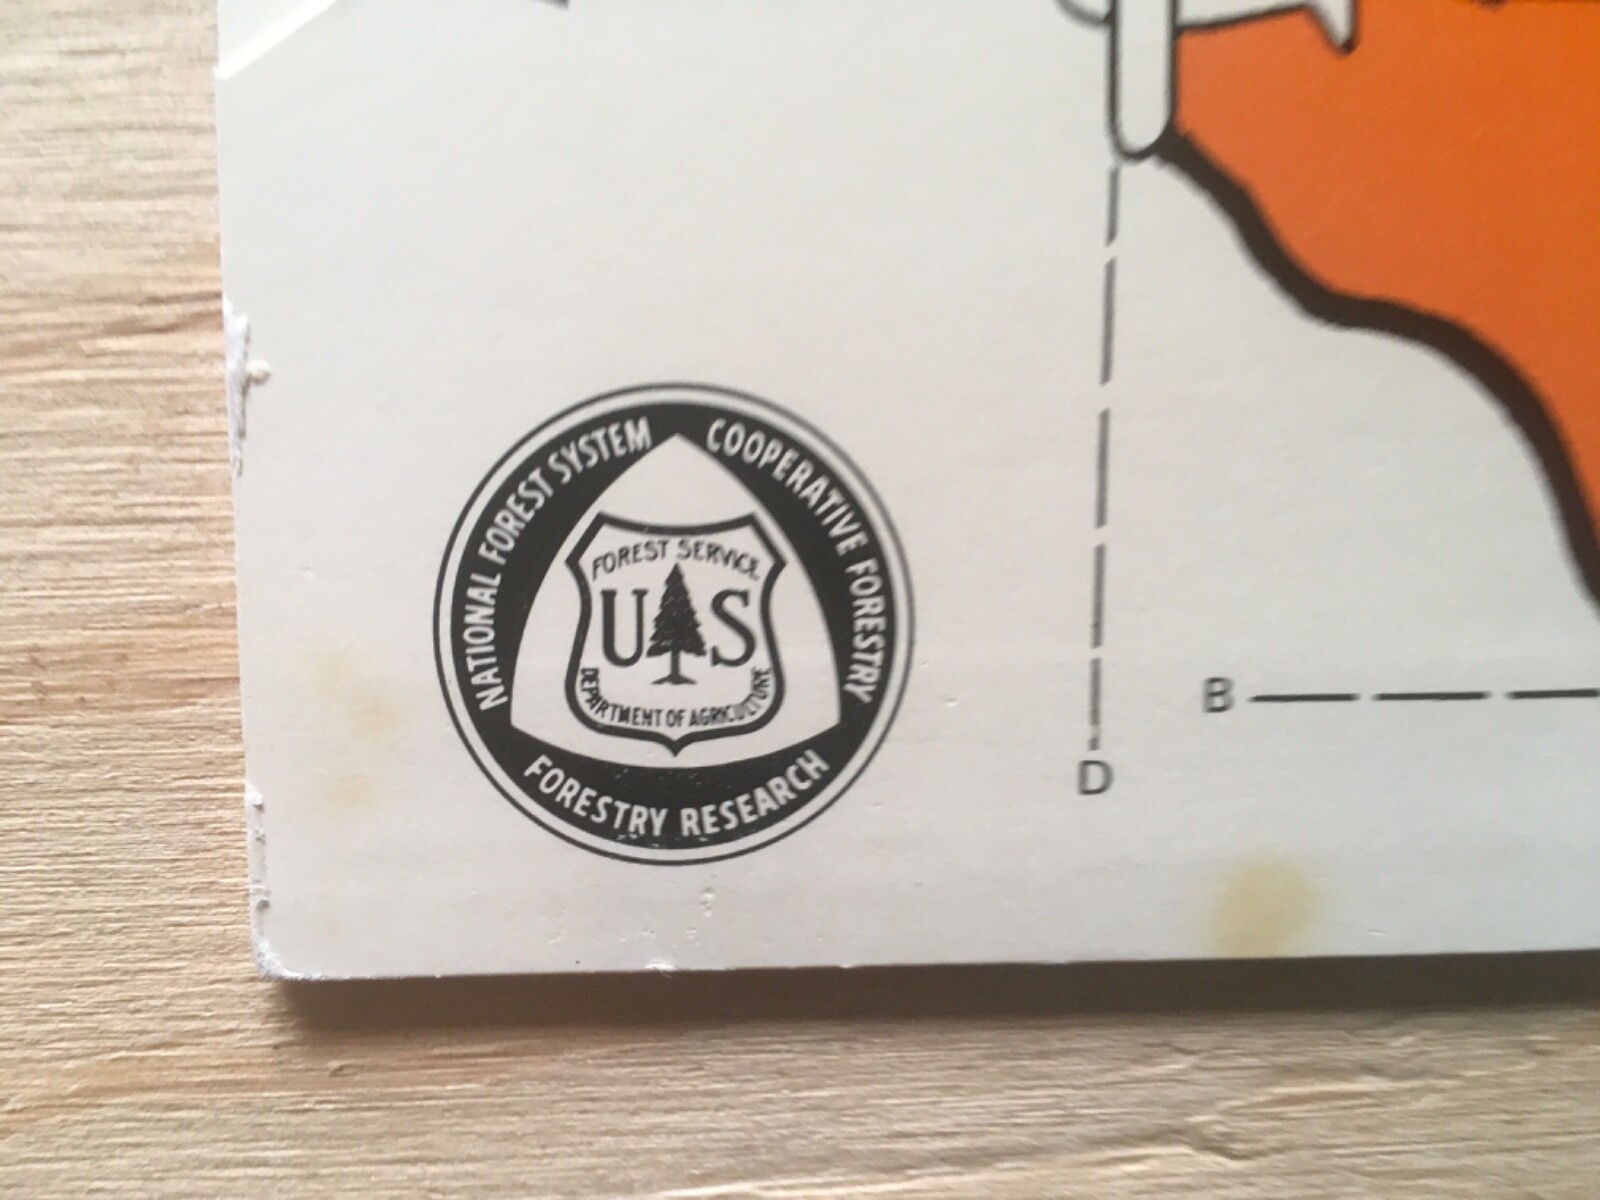 NATIONAL FOREST SYSTEM
COOPERATIVE FORESTRY
FOREST SERVICE
U S
DEPARTMENT OF AGRICULTURE
FORESTRY RESEARCH
B
D